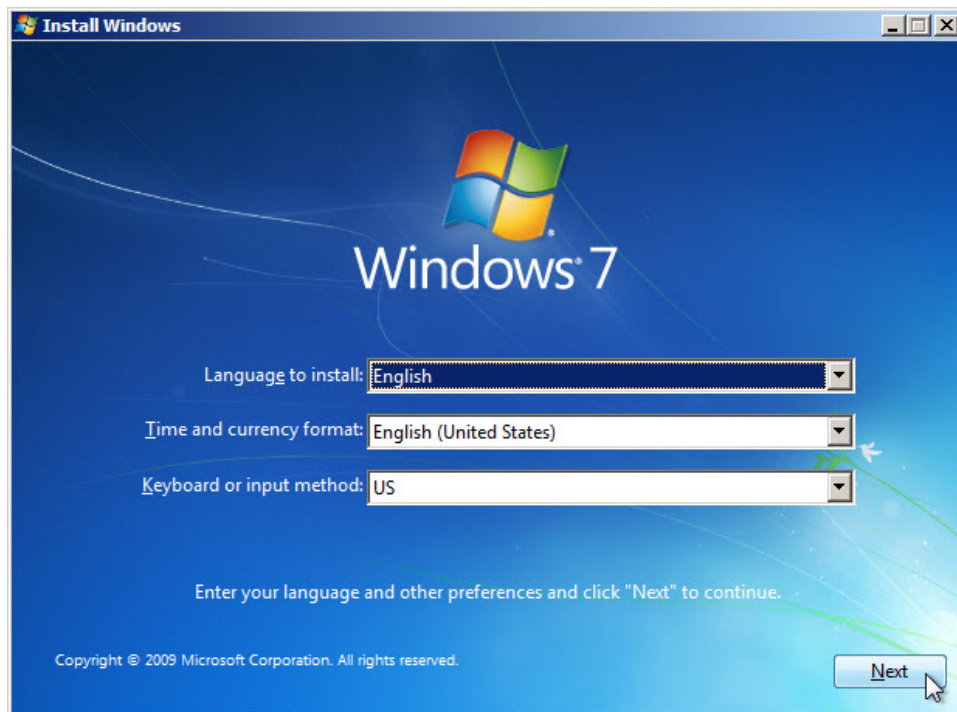 Install Windows
Windows® 7
Language to install: English
Time and currency format: English (United States)
Keyboard or input method: US
Enter your language and other preferences and click "Next" to continue.
Copyright © 2009 Microsoft Corporation. All rights reserved.
Next